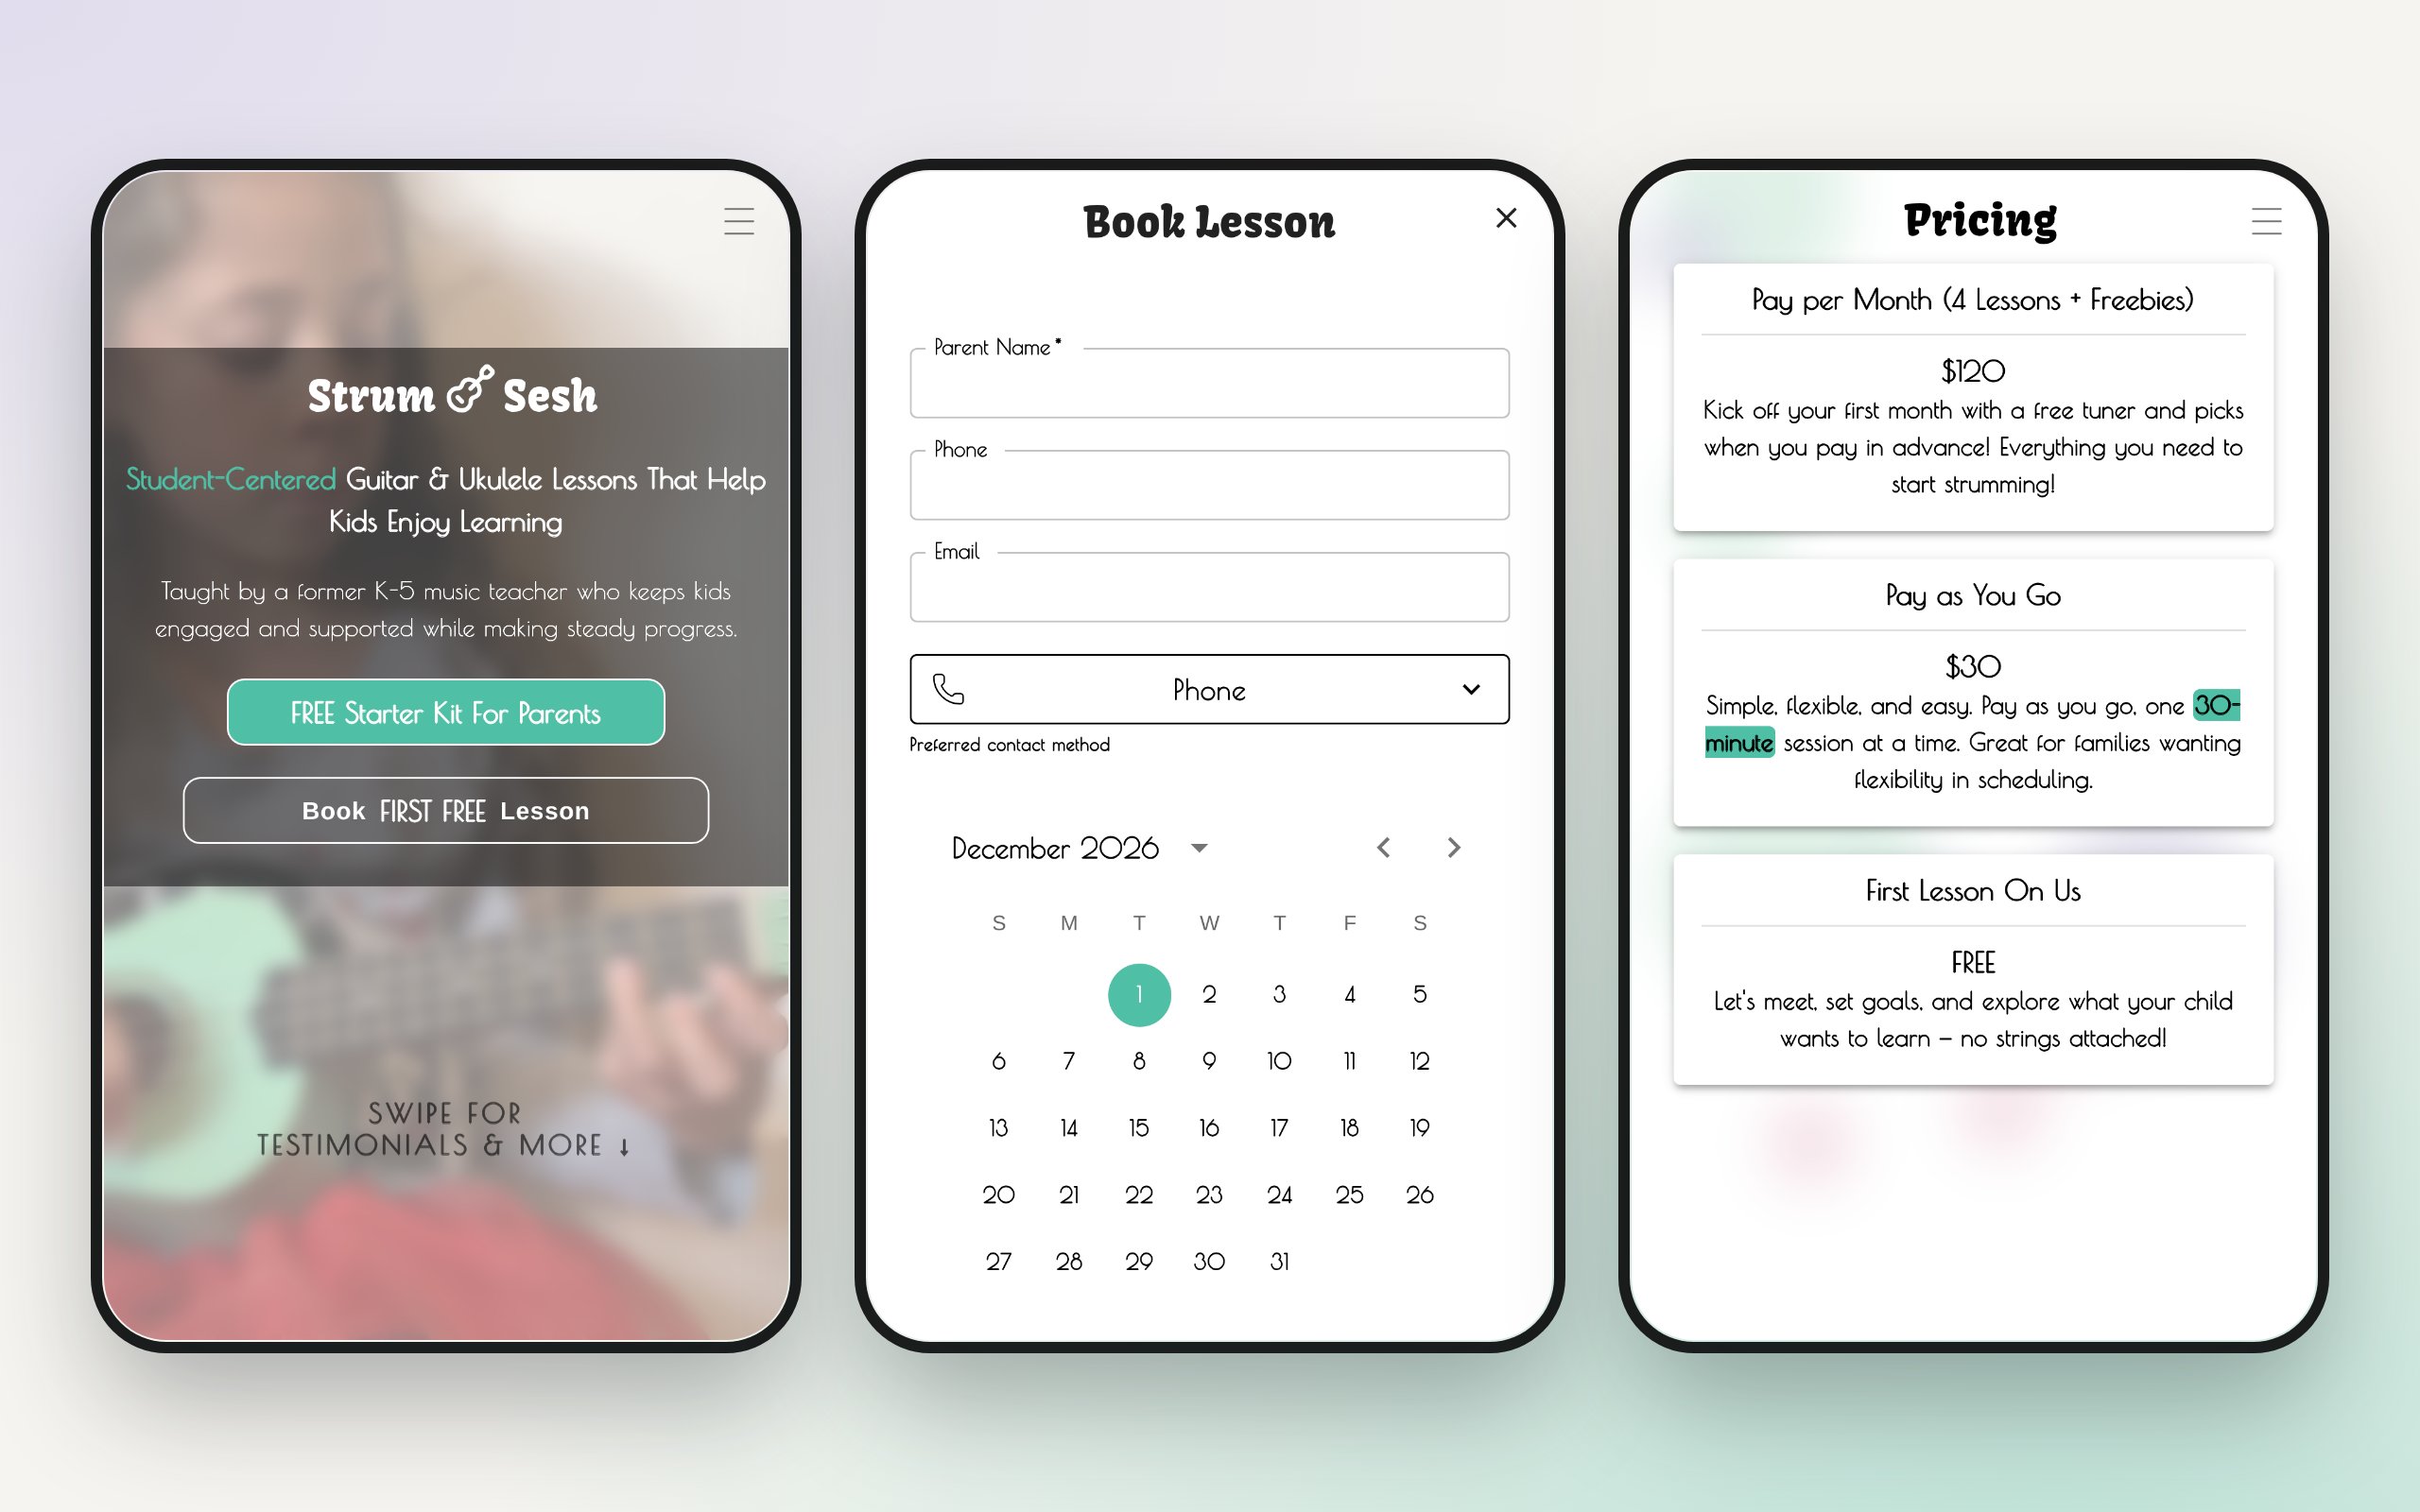 Strum Sesh
Student-Centered Guitar & Ukulele Lessons That Help
Kids Enjoy Learning
Taught by a former K-5 music teacher who keeps kids
engaged and supported while making steady progress.
FREE Starter Kit For Parents
Book FIRST FREE Lesson
SWIPE FOR
TESTIMONIALS & MORE ↓
Book Lesson
Parent Name *
Phone
Email
Phone
Preferred contact method
December 2026
S M T W T F S
1 2 3 4 5
6 7 8 9 10 11 12
13 14 15 16 17 18 19
20 21 22 23 24 25 26
27 28 29 30 31
Pricing
Pay per Month (4 Lessons + Freebies)
$120
Kick off your first month with a free tuner and picks
when you pay in advance! Everything you need to
start strumming!
Pay as You Go
$30
Simple, flexible, and easy. Pay as you go, one 30-
minute session at a time. Great for families wanting
flexibility in scheduling.
First Lesson On Us
FREE
Let's meet, set goals, and explore what your child
wants to learn – no strings attached!